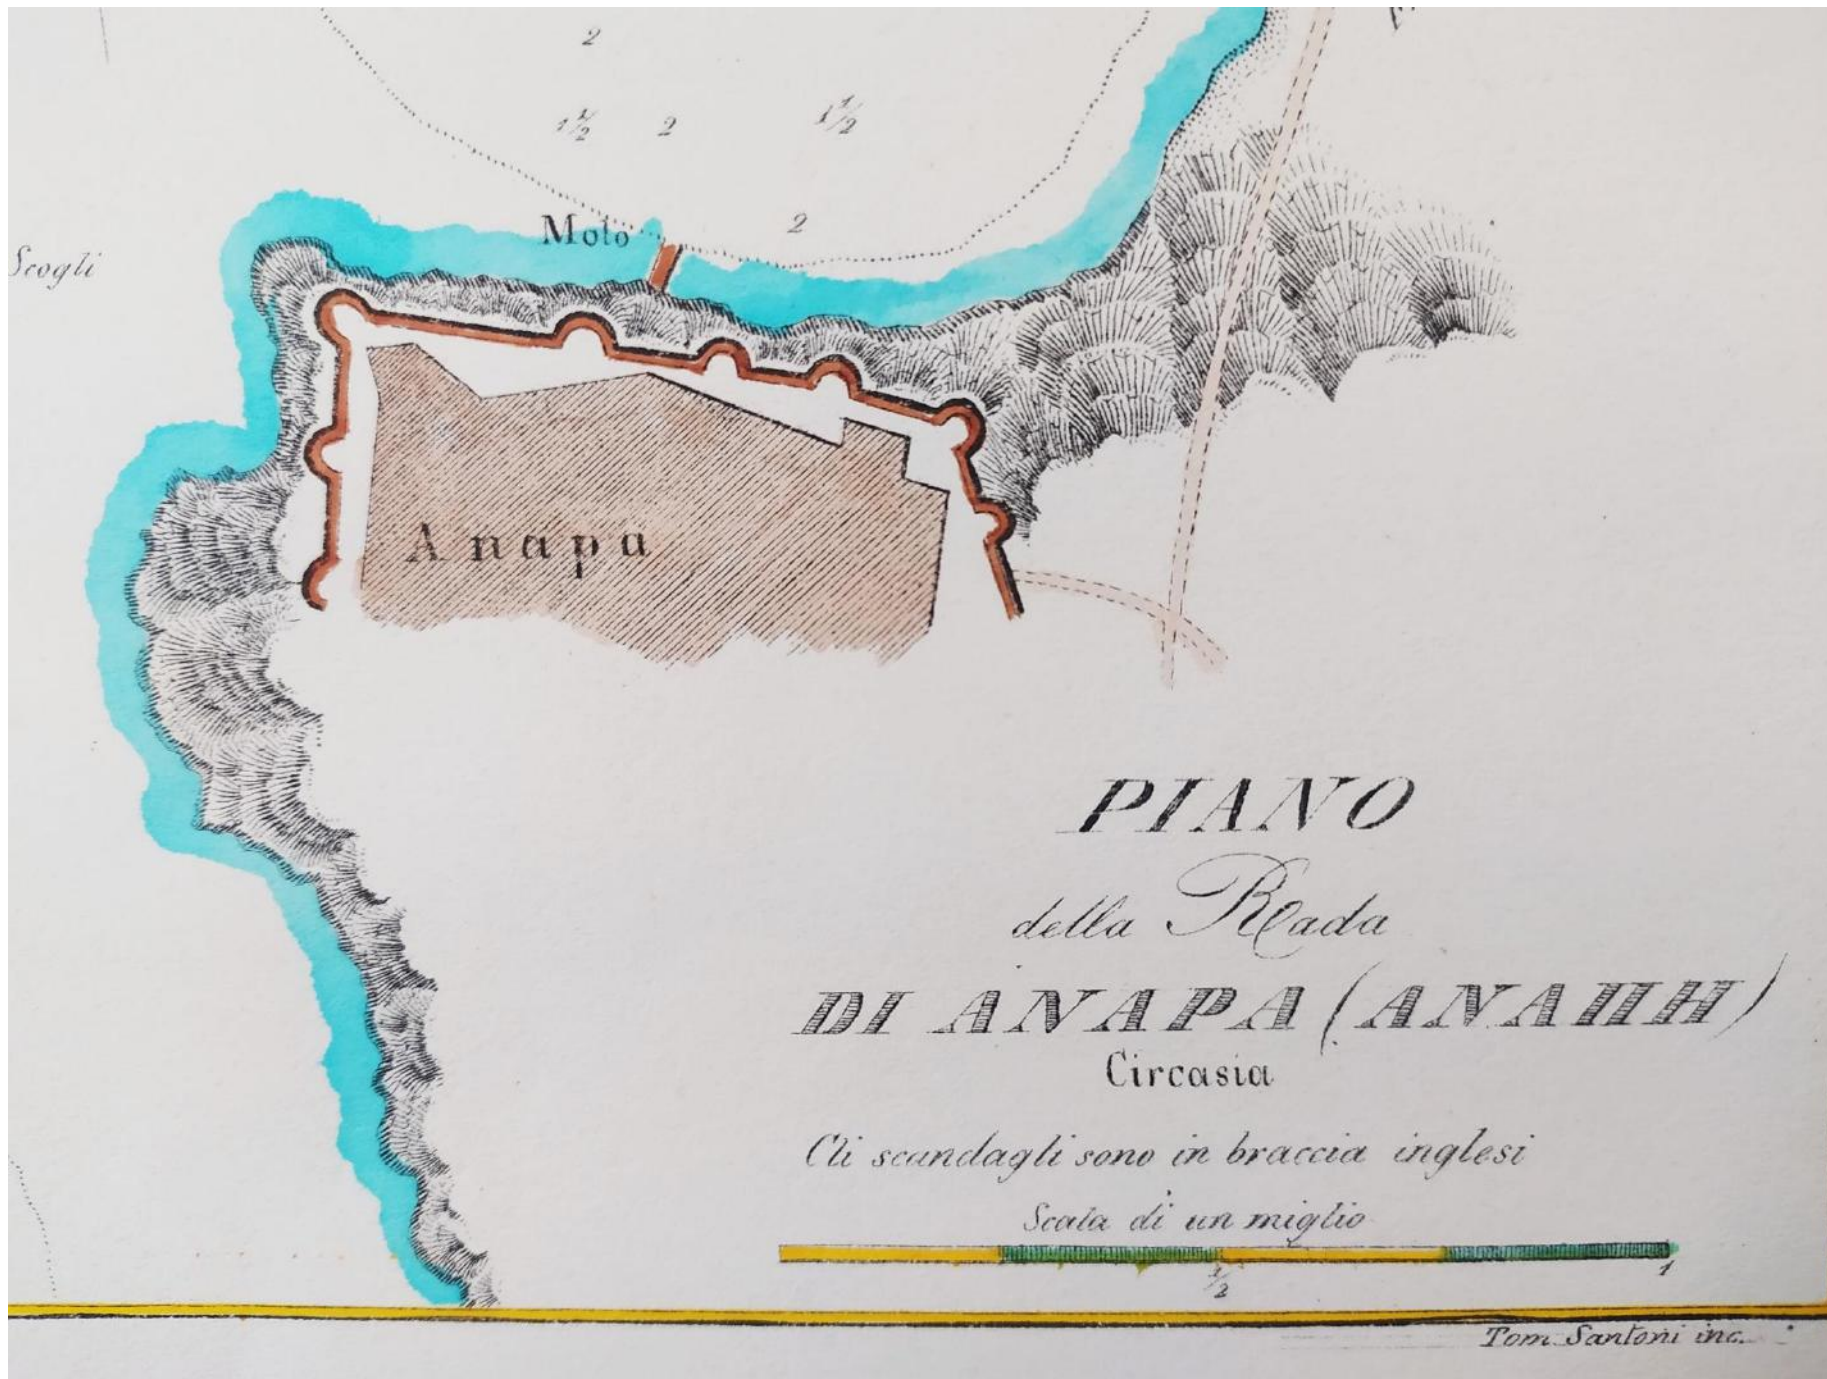 2
1½ 2 1½
Molo
2
Scogli
Anapa
PIANO
della Rada
DI ANAPA (ANAПH)
Circasia
Gli scandagli sono in braccia inglesi
Scala di un miglio
½
1
Tom. Santoni inc.